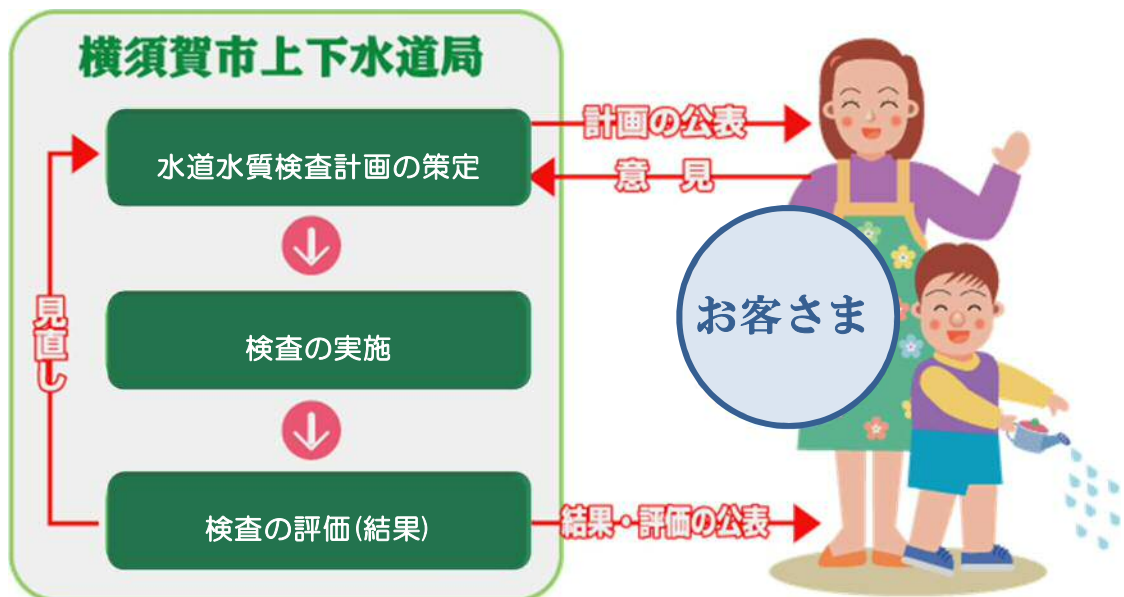 横須賀市上下水道局
水道水質検査計画の策定
計画の公表
意見
お客さま
見直し
検査の実施
検査の評価(結果)
結果・評価の公表